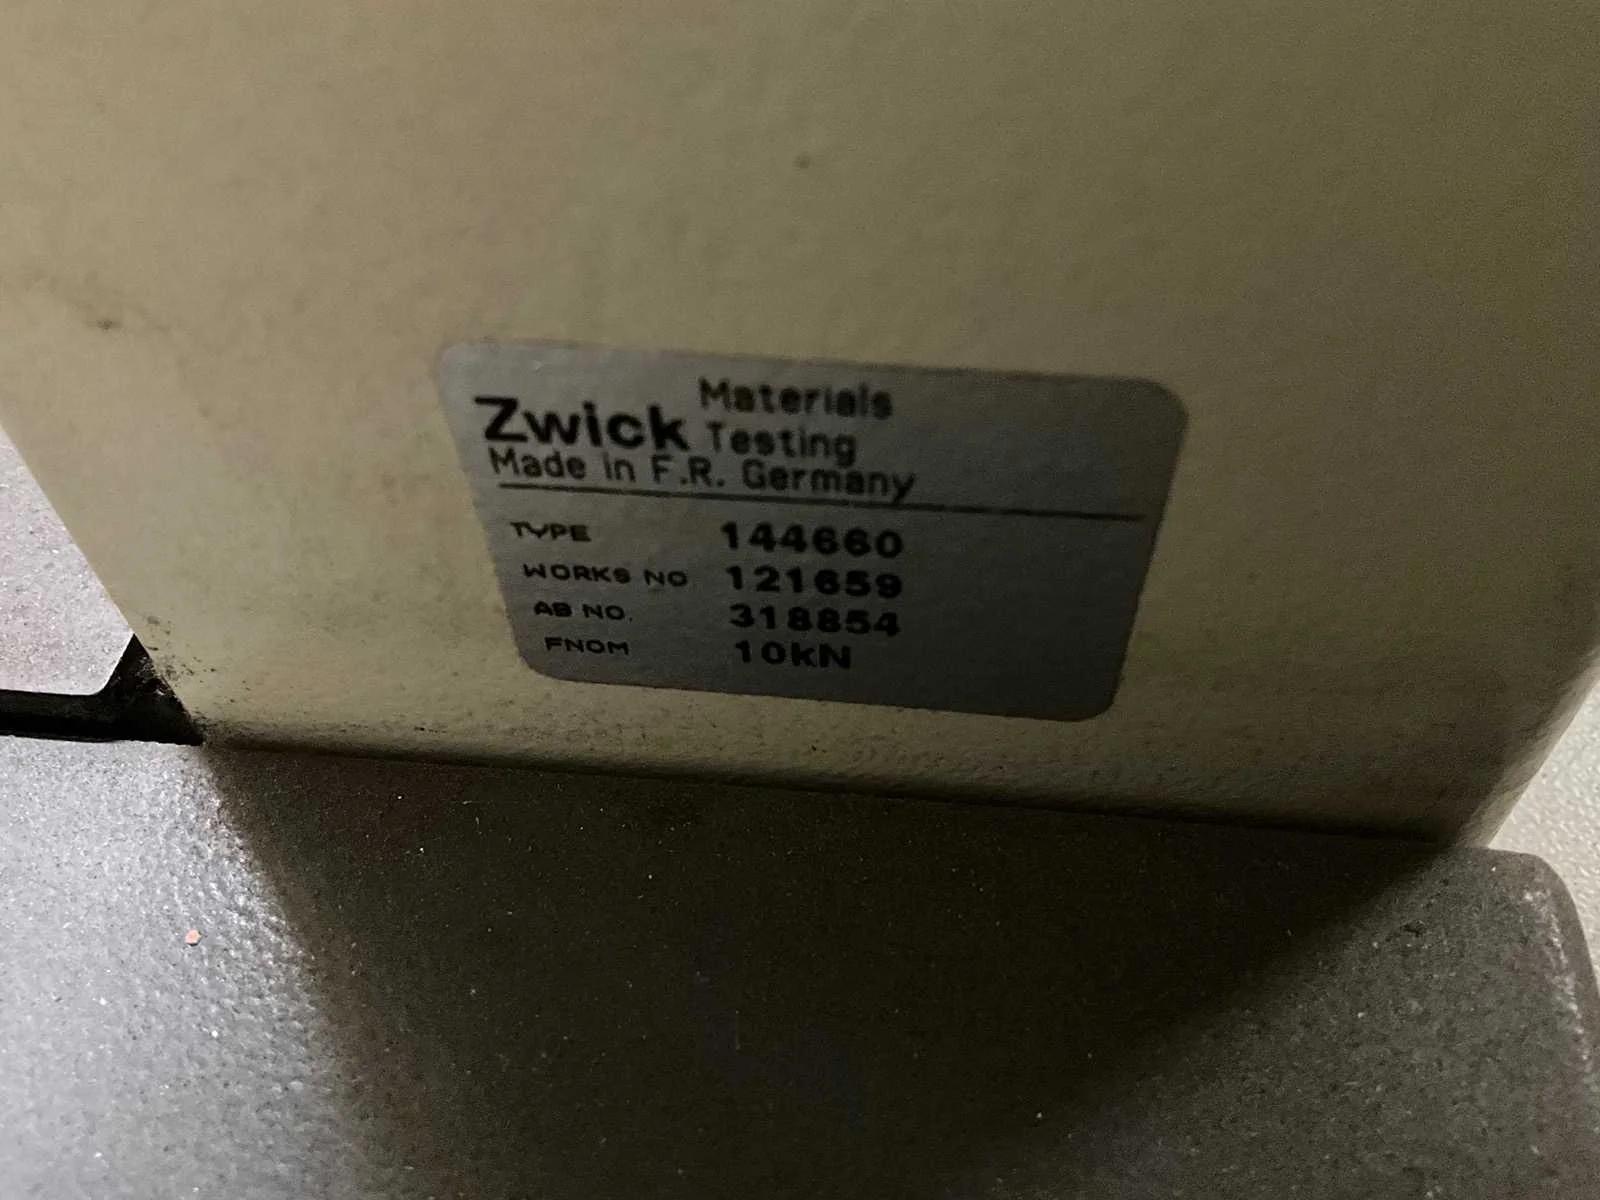 Zwick Materials Testing
Made in F.R. Germany
TYPE 144660
WORKS NO 121659
AB NO. 318854
FNOM 10kN